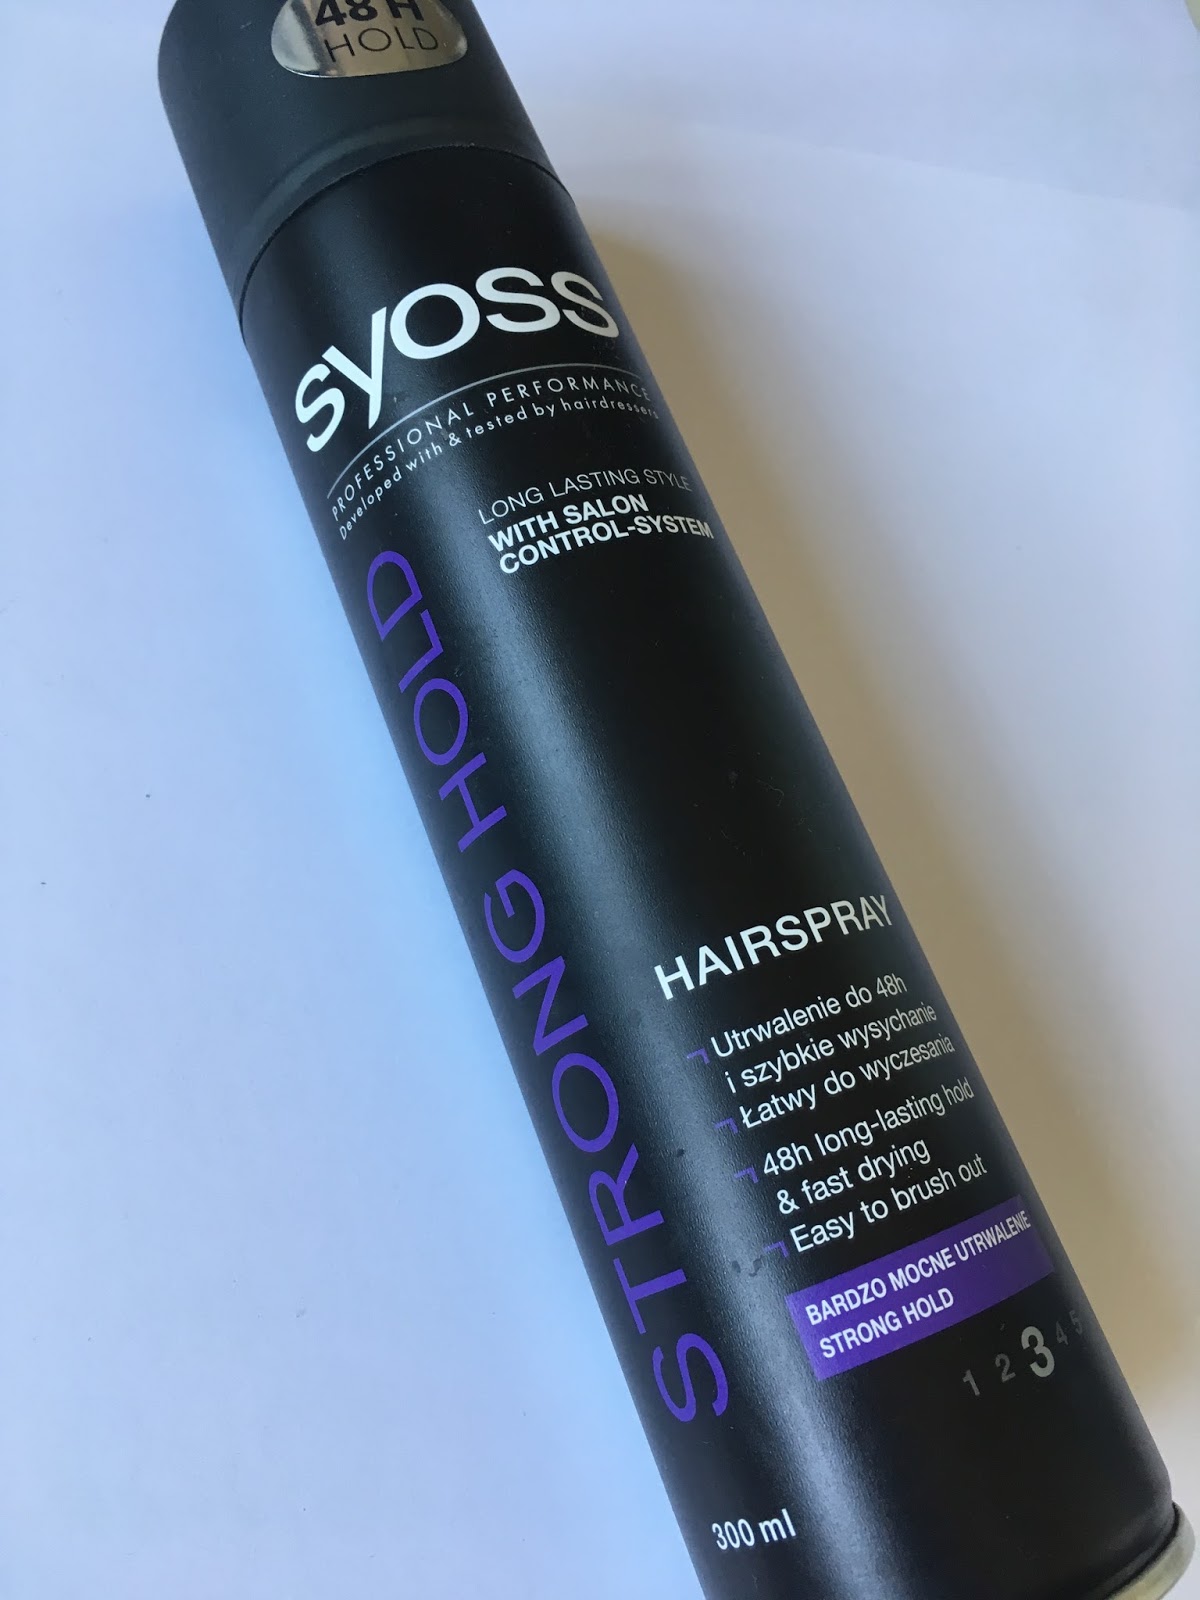 48 H
HOLD
syoss
PROFESSIONAL PERFORMANCE
Developed with & tested by hairdressers
LONG LASTING STYLE
WITH SALON
CONTROL-SYSTEM
STRONG HOLD
HAIRSPRAY
Utrwalenie do 48h
i szybkie wysychanie
Łatwy do wyczesania
48h long-lasting hold
& fast drying
Easy to brush out
BARDZO MOCNE UTRWALENIE
STRONG HOLD
1 2 3 4 5
300 ml